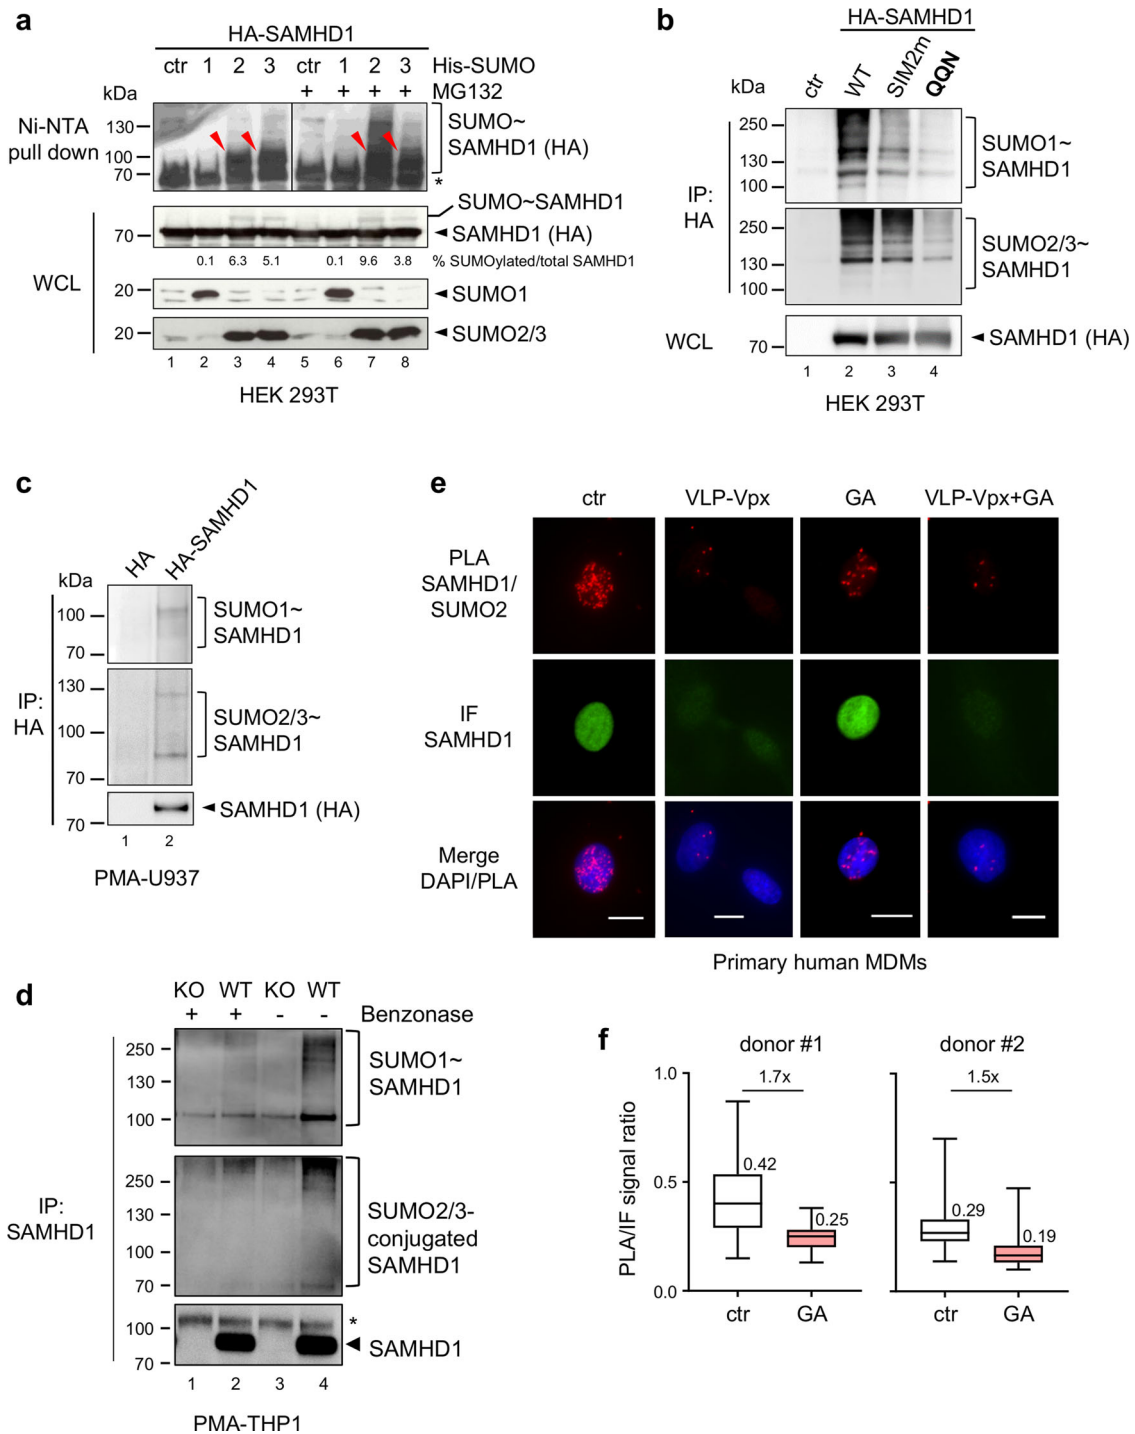 a
HA-SAMHD1
ctr 1 2 3 ctr 1 2 3 His-SUMO
+ + + + MG132
kDa
Ni-NTA
pull down
130
100
70
SUMO~
SAMHD1 (HA)
*
SUMO~SAMHD1
70
SAMHD1 (HA)
0.1 6.3 5.1 0.1 9.6 3.8 % SUMOylated/total SAMHD1
WCL
20
SUMO1
20
SUMO2/3
1 2 3 4 5 6 7 8
HEK 293T
b
HA-SAMHD1
ctr WT SIM2m QQN
kDa
IP:
HA
250
130
100
SUMO1~
SAMHD1
250
130
100
SUMO2/3~
SAMHD1
WCL
70
SAMHD1 (HA)
1 2 3 4
HEK 293T
c
HA HA-SAMHD1
kDa
100
70
SUMO1~
SAMHD1
IP:
HA
130
100
70
SUMO2/3~
SAMHD1
70
SAMHD1 (HA)
1 2
PMA-U937
e
ctr VLP-Vpx GA VLP-Vpx+GA
PLA
SAMHD1/
SUMO2
IF
SAMHD1
Merge
DAPI/PLA
Primary human MDMs
d
KO WT KO WT
+ + - - Benzonase
250
130
100
SUMO1~
SAMHD1
IP:
SAMHD1
250
130
100
70
SUMO2/3-
conjugated
SAMHD1
100
70
*
SAMHD1
1 2 3 4
PMA-THP1
f
donor #1 donor #2
PLA/IF signal ratio
1.0
0.5
0.0
1.7x
0.42
0.25
1.5x
0.29
0.19
ctr GA ctr GA